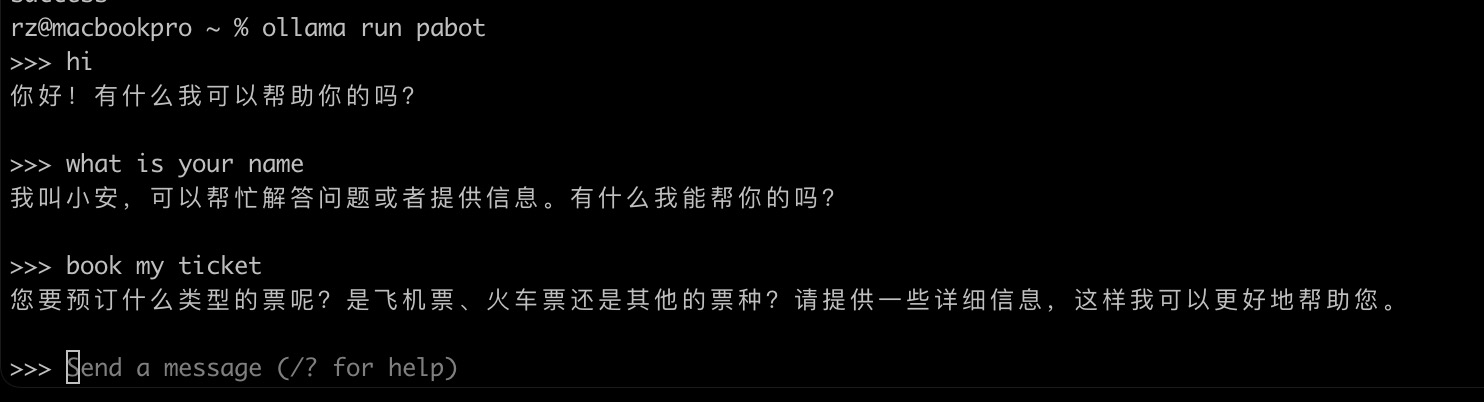 success
rz@macbookpro ~ % ollama run pabot
>>> hi
你好！有什么我可以帮助你的吗？
>>> what is your name
我叫小安，可以帮忙解答问题或者提供信息。有什么我能帮你的吗？
>>> book my ticket
您要预订什么类型的票呢？是飞机票、火车票还是其他的票种？请提供一些详细信息，这样我可以更好地帮助您。
>>> Send a message (/? for help)